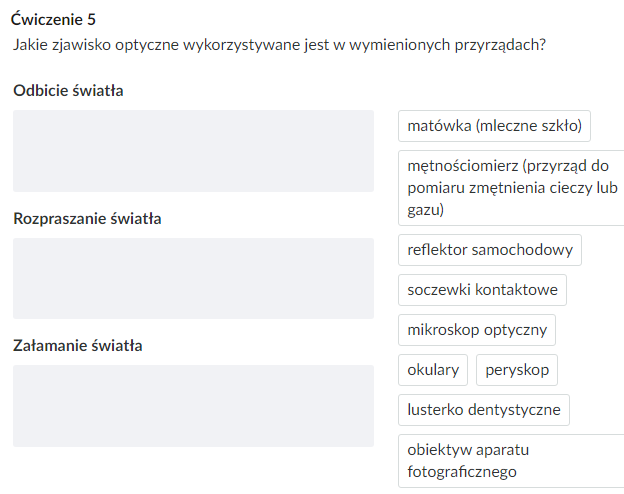 Ćwiczenie 5
Jakie zjawisko optyczne wykorzystywane jest w wymienionych przyrządach?
Odbicie światła
Rozpraszanie światła
Załamanie światła
matówka (mleczne szkło)
mętnościomierz (przyrząd do
pomiaru zmętnienia cieczy lub
gazu)
reflektor samochodowy
soczewki kontaktowe
mikroskop optyczny
okulary peryskop
lusterko dentystyczne
obiektyw aparatu
fotograficznego